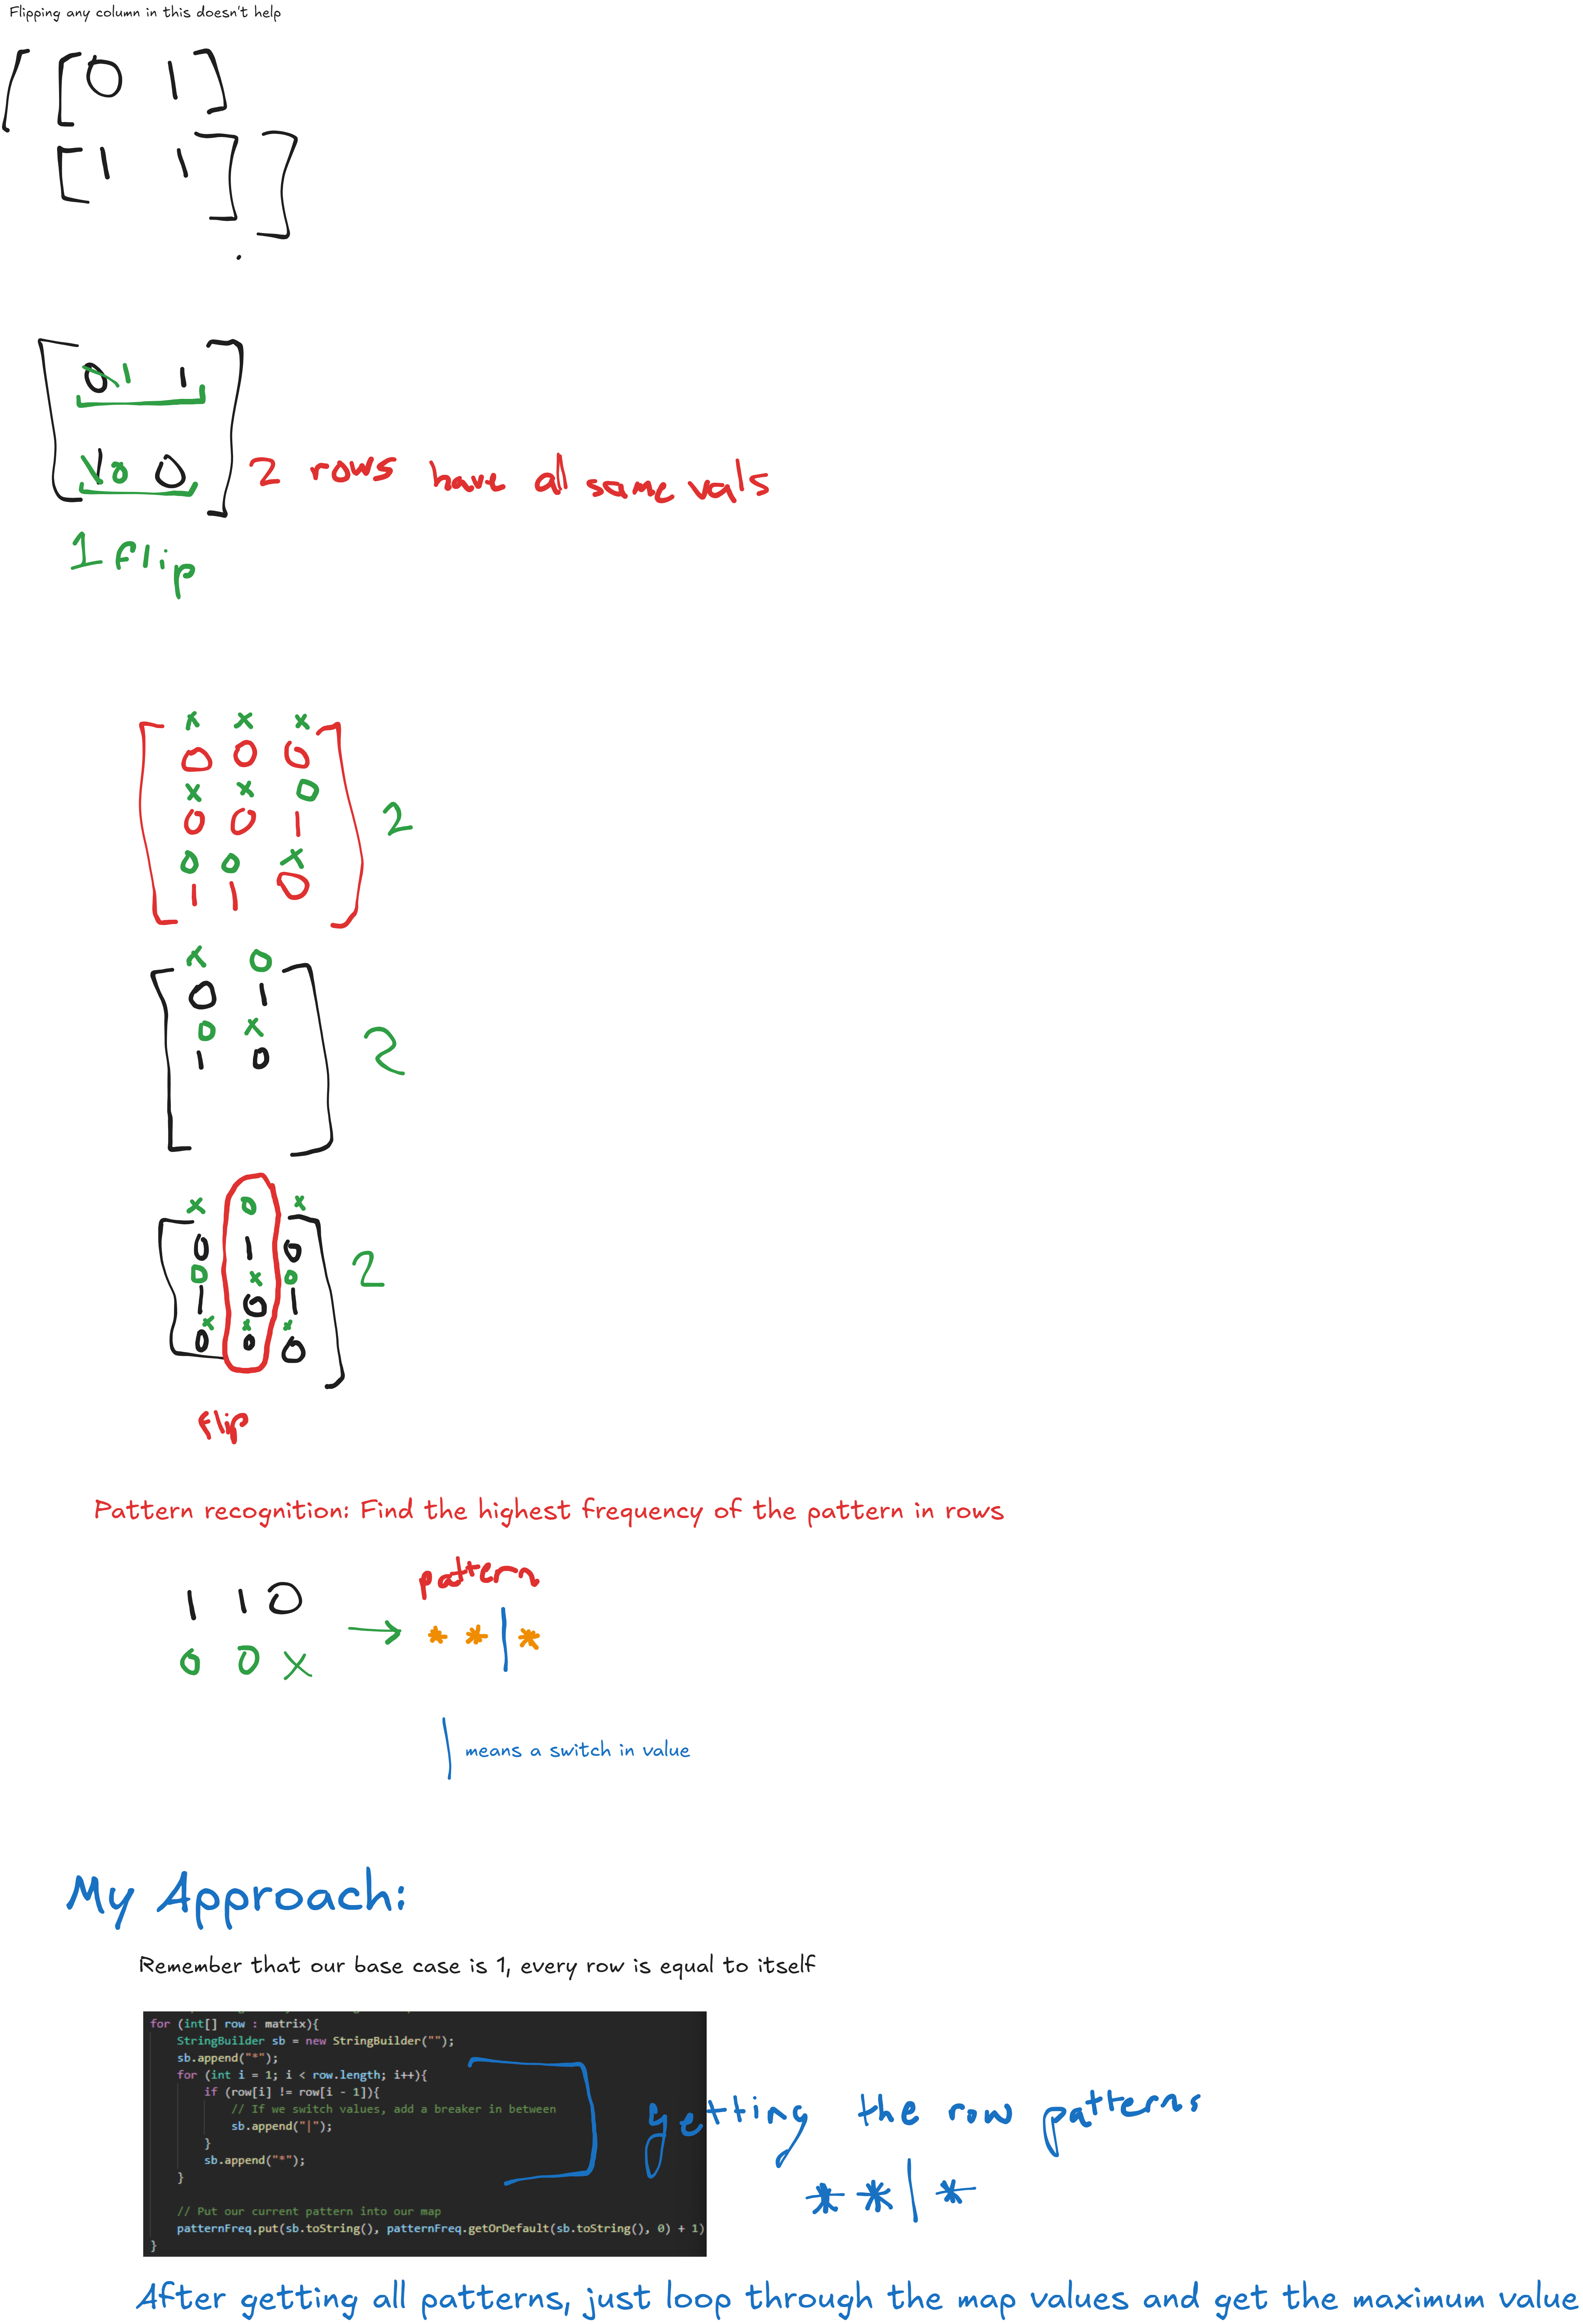 Flipping any column in this doesn't help
[ [ 0 1 ]
[ 1 1 ] ]
.
[ 0 1 1
1 0 0 ] 2 rows have all same vals
1 flip
x x x
0 0 0
x x 0
0 0 1 2
0 0 x
1 1 0
x 0
0 1
0 x 2
1 0
x 0 x
0 1 0
0 x 0 2
1 0 1
x x x
0 0 0
flip
Pattern recognition: Find the highest frequency of the pattern in rows
pattern
1 1 0
0 0 x → * * | *
| means a switch in value
My Approach:
Remember that our base case is 1, every row is equal to itself
for (int[] row : matrix){
StringBuilder sb = new StringBuilder("");
sb.append("*");
for (int i = 1; i < row.length; i++){
if (row[i] != row[i - 1]){
// If we switch values, add a breaker in between
sb.append("|");
}
sb.append("*");
}
// Put our current pattern into our map
patternFreq.put(sb.toString(), patternFreq.getOrDefault(sb.toString(), 0) + 1)
}
getting the row patterns
* * | *
After getting all patterns, just loop through the map values and get the maximum value